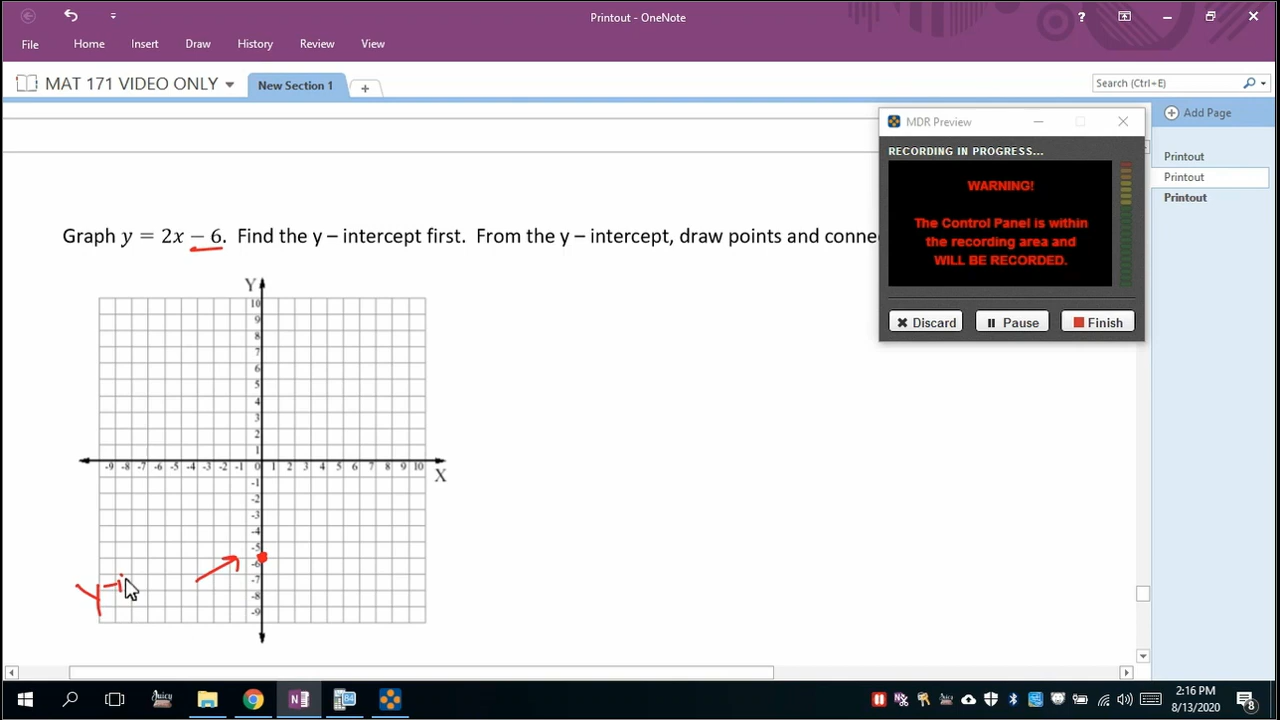 Printout - OneNote
?
File Home Insert Draw History Review View
MAT 171 VIDEO ONLY New Section 1 +
Search (Ctrl+E)
Add Page
Printout
Printout
Printout
MDR Preview
RECORDING IN PROGRESS...
WARNING!
The Control Panel is within
the recording area and
WILL BE RECORDED.
Discard Pause Finish
Graph y = 2x − 6. Find the y – intercept first. From the y – intercept, draw points and connec
Y
10
9
8
7
6
5
4
3
2
1
-9 -8 -7 -6 -5 -4 -3 -2 -1 0 1 2 3 4 5 6 7 8 9 10
X
-1
-2
-3
-4
-5
-6
-7
-8
-9
y-i
2:16 PM
8/13/2020
8